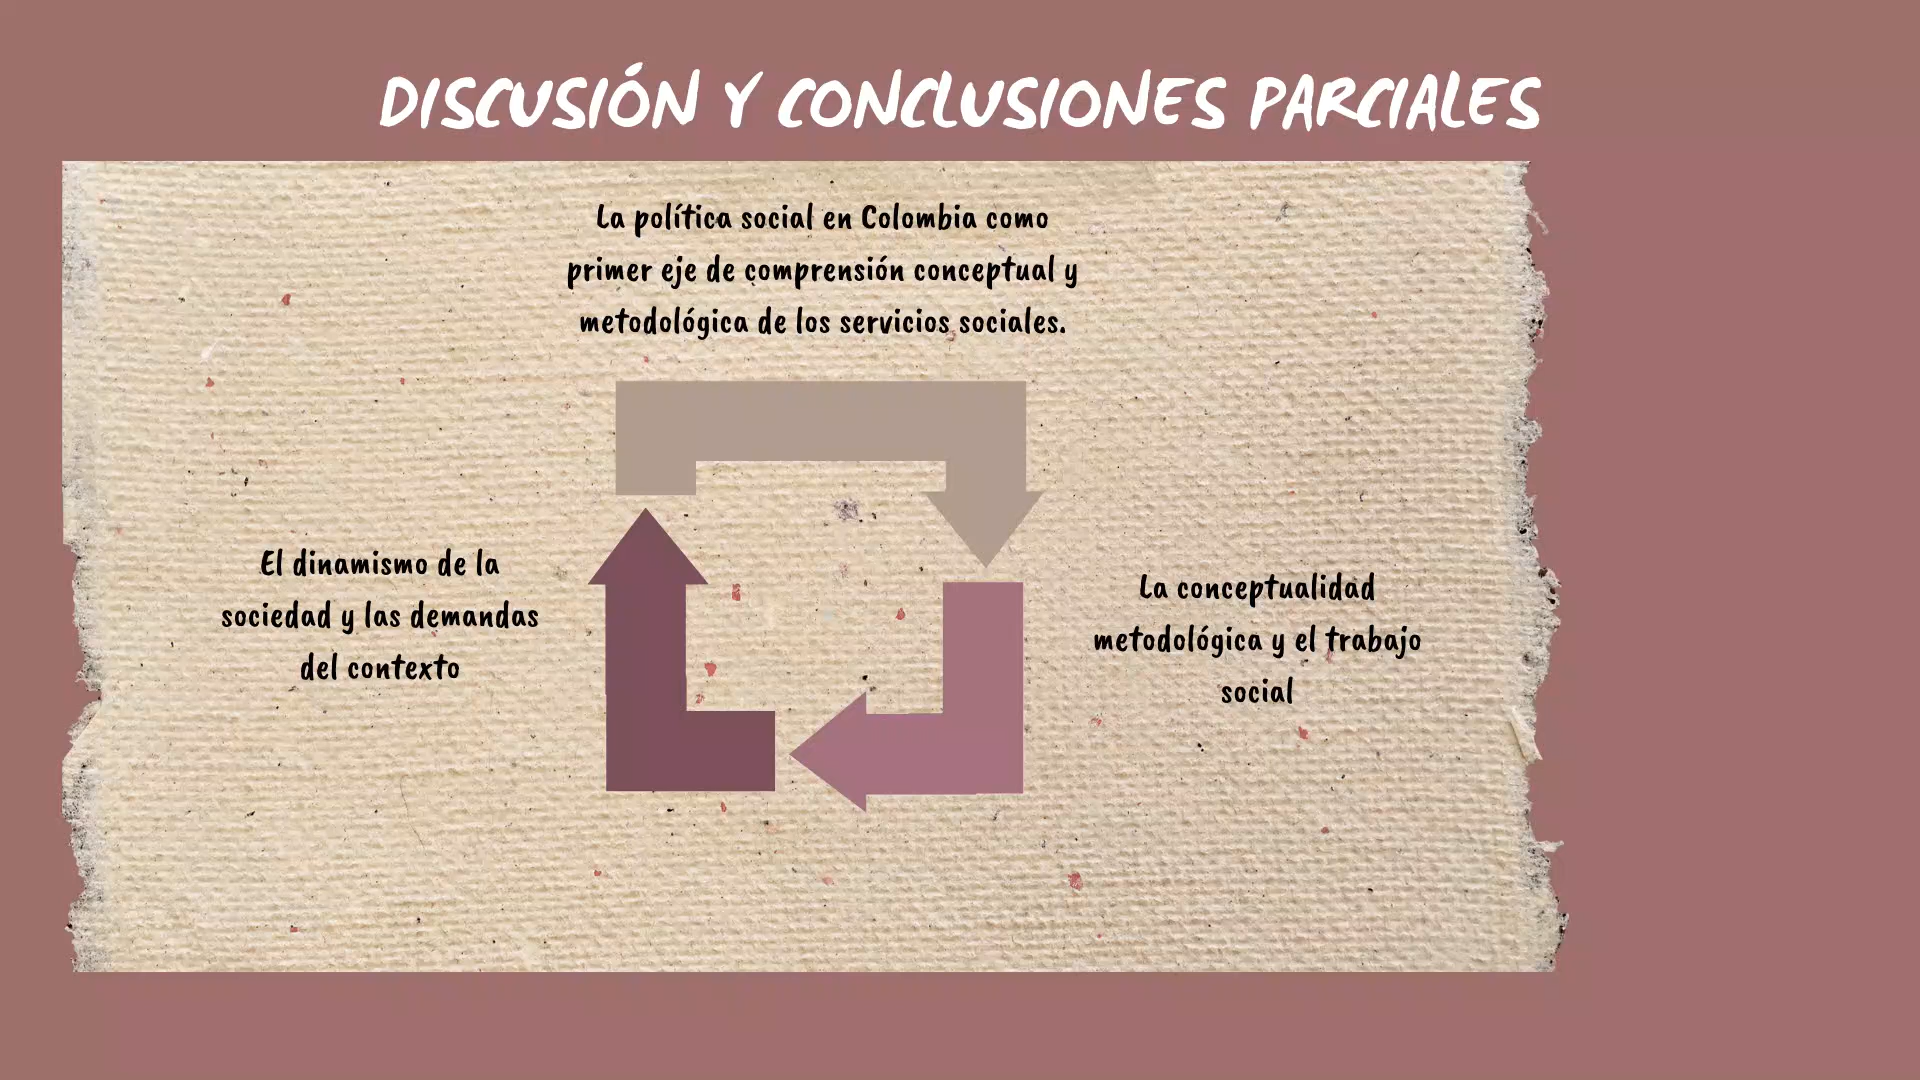 DISCUSIÓN Y CONCLUSIONES PARCIALES
La política social en Colombia como
primer eje de comprensión conceptual y
metodológica de los servicios sociales.
El dinamismo de la
sociedad y las demandas
del contexto
La conceptualidad
metodológica y el trabajo
social